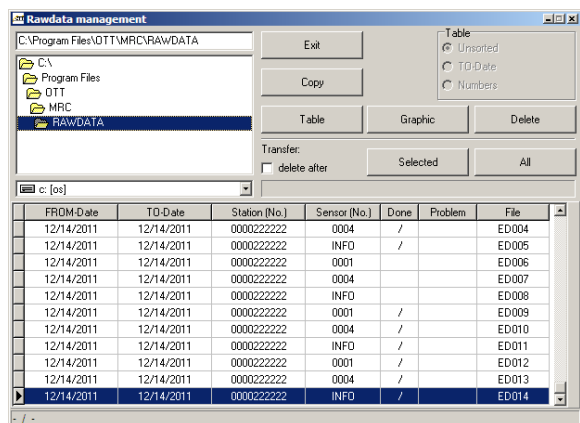 Rawdata management
C:\Program Files\OTT\MRC\RAWDATA
C:\
Program Files
OTT
MRC
RAWDATA
c: [os]
Exit
Copy
Table
Unsorted
TO-Date
Numbers
Table
Graphic
Delete
Transfer:
delete after
Selected
All
FROM-Date TO-Date Station (No.) Sensor (No.) Done Problem File
12/14/2011 12/14/2011 0000222222 0004 / ED004
12/14/2011 12/14/2011 0000222222 INFO / ED005
12/14/2011 12/14/2011 0000222222 0001 ED006
12/14/2011 12/14/2011 0000222222 0004 ED007
12/14/2011 12/14/2011 0000222222 INFO ED008
12/14/2011 12/14/2011 0000222222 0001 / ED009
12/14/2011 12/14/2011 0000222222 0004 / ED010
12/14/2011 12/14/2011 0000222222 INFO / ED011
12/14/2011 12/14/2011 0000222222 0001 / ED012
12/14/2011 12/14/2011 0000222222 0004 / ED013
12/14/2011 12/14/2011 0000222222 INFO / ED014
- / -